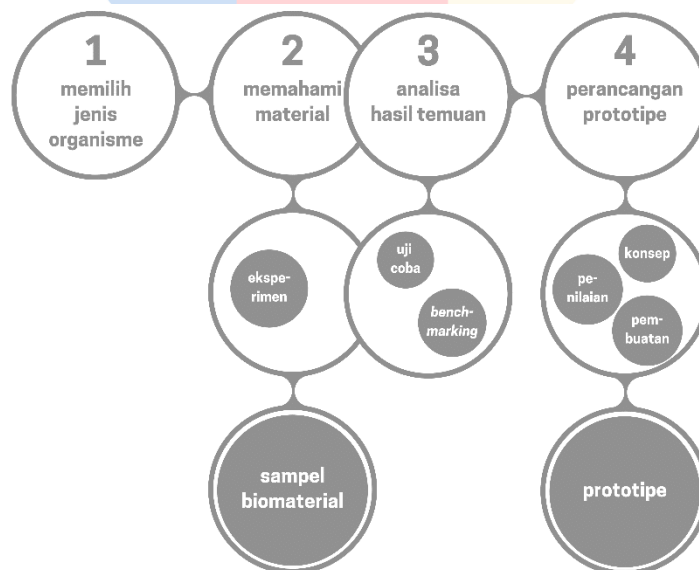 1
memilih
jenis
organisme
2
memahami
material
3
analisa
hasil temuan
4
perancangan
prototipe
ekspe-
rimen
uji
coba
bench-
marking
konsep
pe-
nilaian
pem-
buatan
sampel
biomaterial
prototipe